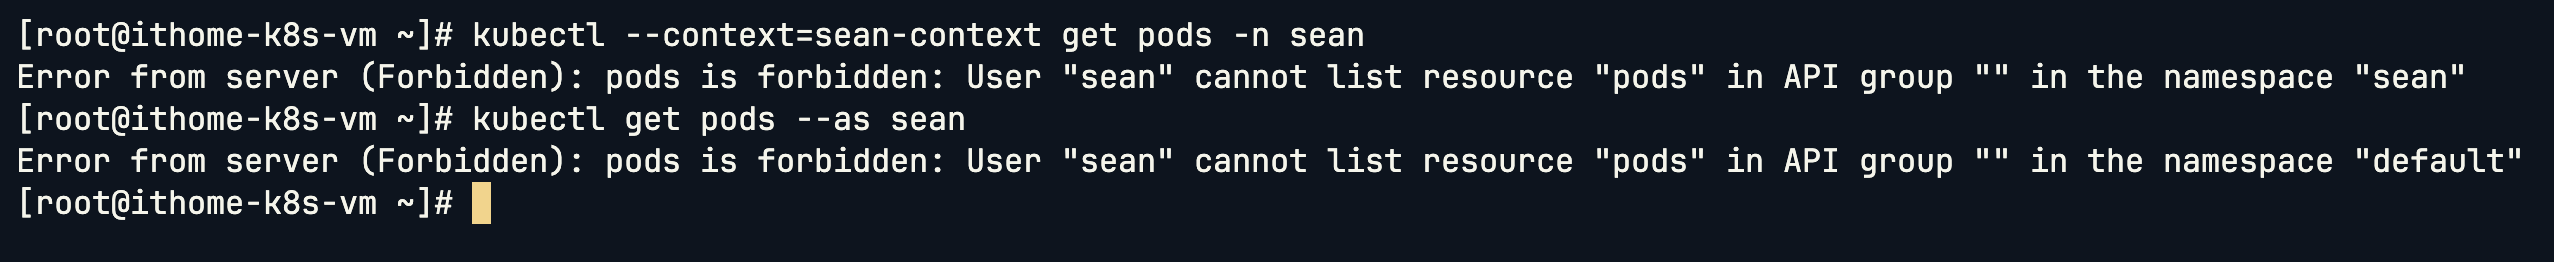 [root@ithome-k8s-vm ~]# kubectl --context=sean-context get pods -n sean
Error from server (Forbidden): pods is forbidden: User "sean" cannot list resource "pods" in API group "" in the namespace "sean"
[root@ithome-k8s-vm ~]# kubectl get pods --as sean
Error from server (Forbidden): pods is forbidden: User "sean" cannot list resource "pods" in API group "" in the namespace "default"
[root@ithome-k8s-vm ~]#